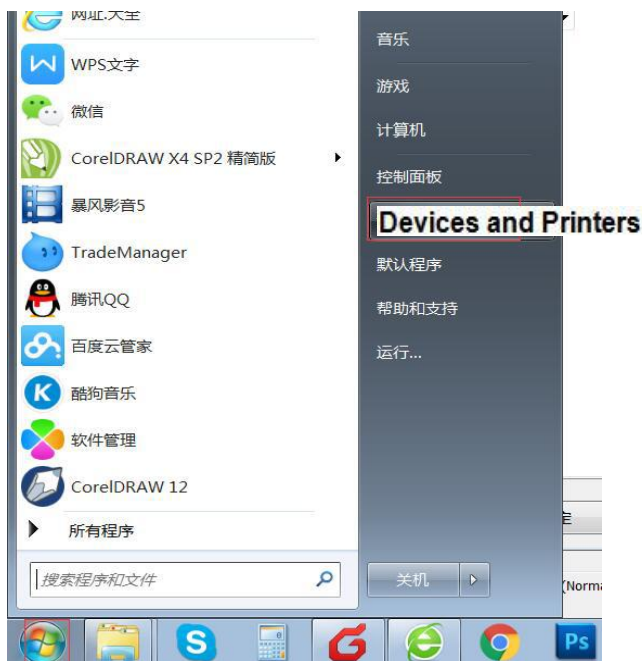 网址.大全
WPS文字
微信
CorelDRAW X4 SP2 精简版
暴风影音5
TradeManager
腾讯QQ
百度云管家
酷狗音乐
软件管理
CorelDRAW 12
所有程序
搜索程序和文件
音乐
游戏
计算机
控制面板
Devices and Printers
默认程序
帮助和支持
运行...
关机
(Norma
S
K
Ps